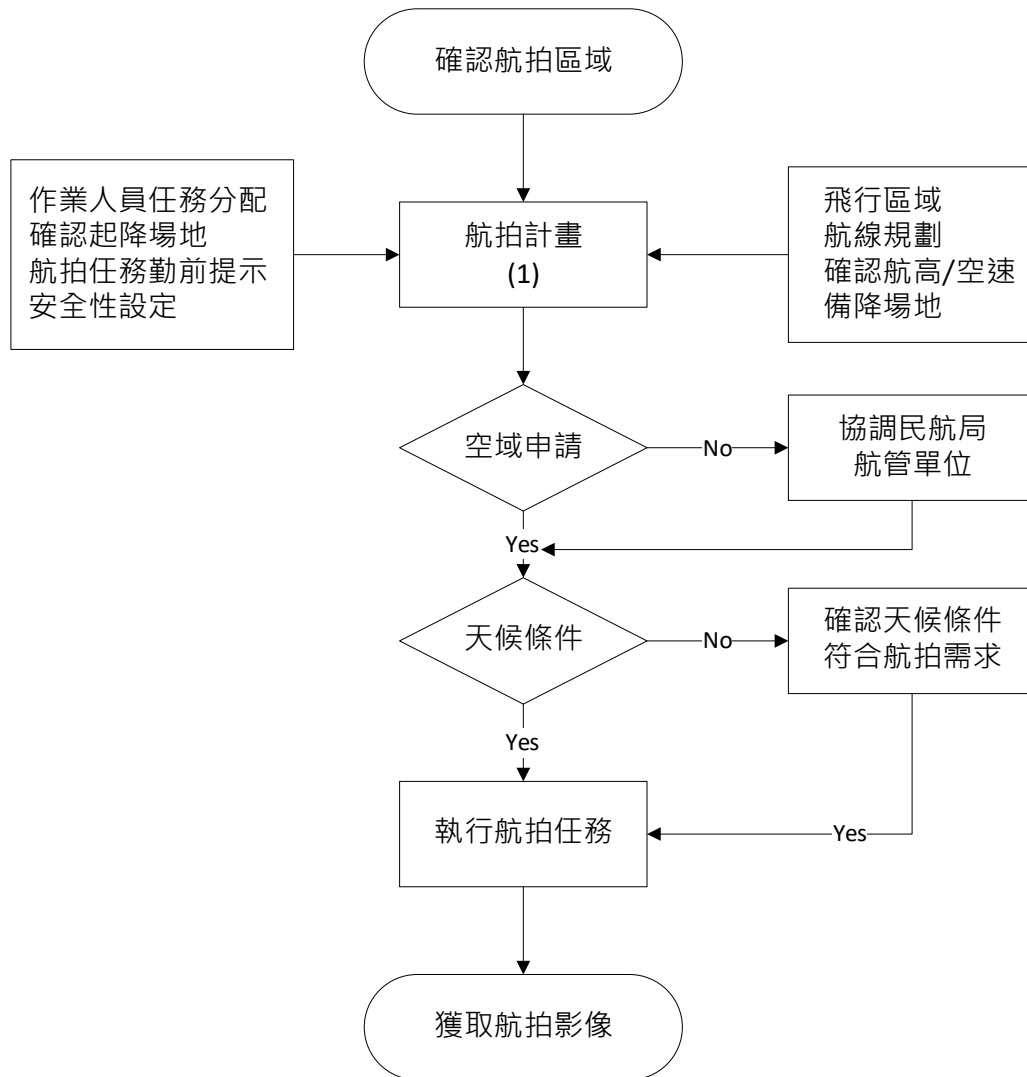 確認航拍區域
作業人員任務分配
確認起降場地
航拍任務勤前提示
安全性設定
航拍計畫
(1)
飛行區域
航線規劃
確認航高/空速
備降場地
空域申請
No
協調民航局
航管單位
Yes
天候條件
No
確認天候條件
符合航拍需求
Yes
執行航拍任務
Yes
獲取航拍影像